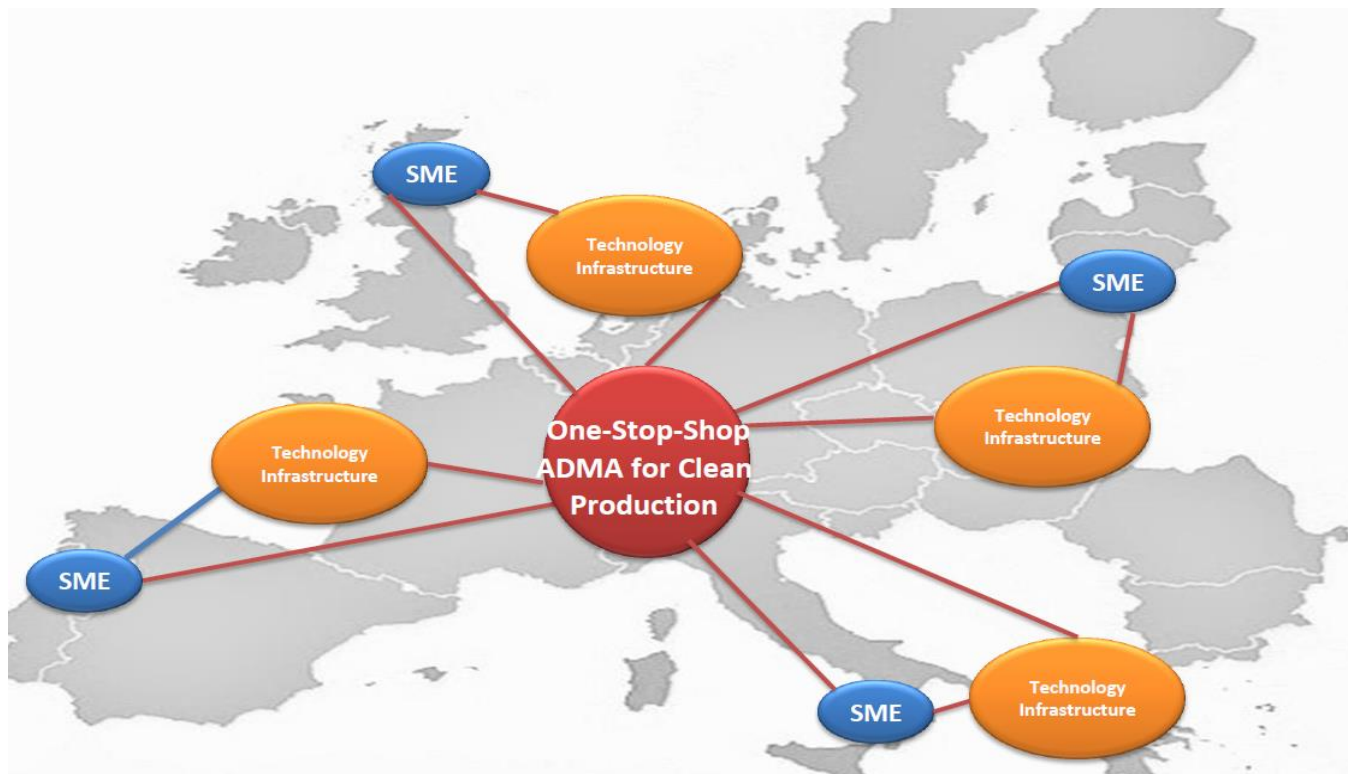 SME
Technology
Infrastructure
SME
One-Stop-Shop
ADMA for Clean
Production
Technology
Infrastructure
Technology
Infrastructure
SME
SME
Technology
Infrastructure